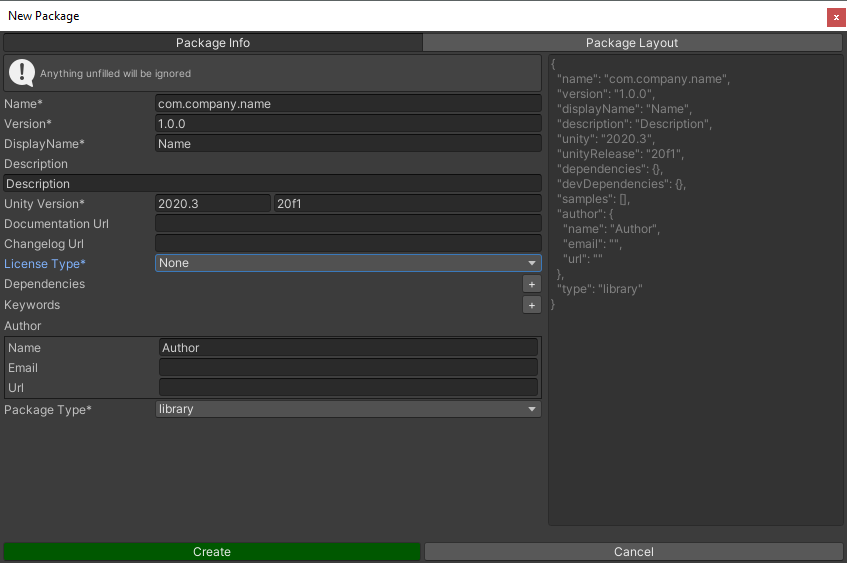 New Package
x
Package Info
Package Layout
Anything unfilled will be ignored
Name*
com.company.name
Version*
1.0.0
DisplayName*
Name
Description
Description
Unity Version*
2020.3
20f1
Documentation Url
Changelog Url
License Type*
None
Dependencies
+
Keywords
+
Author
Name
Author
Email
Url
Package Type*
library
{
"name": "com.company.name",
"version": "1.0.0",
"displayName": "Name",
"description": "Description",
"unity": "2020.3",
"unityRelease": "20f1",
"dependencies": {},
"devDependencies": {},
"samples": [],
"author": {
"name": "Author",
"email": "",
"url": ""
},
"type": "library"
}
Create
Cancel